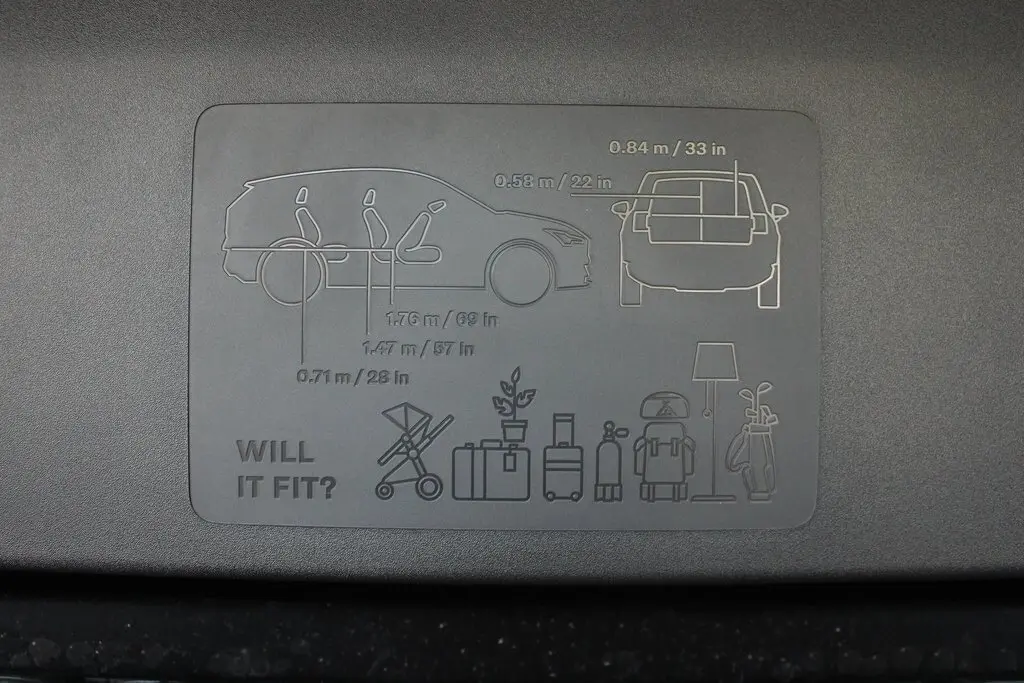 0.84 m / 33 in
0.58 m / 22 in
1.76 m / 69 in
1.47 m / 57 in
0.71 m / 28 in
WILL
IT FIT?